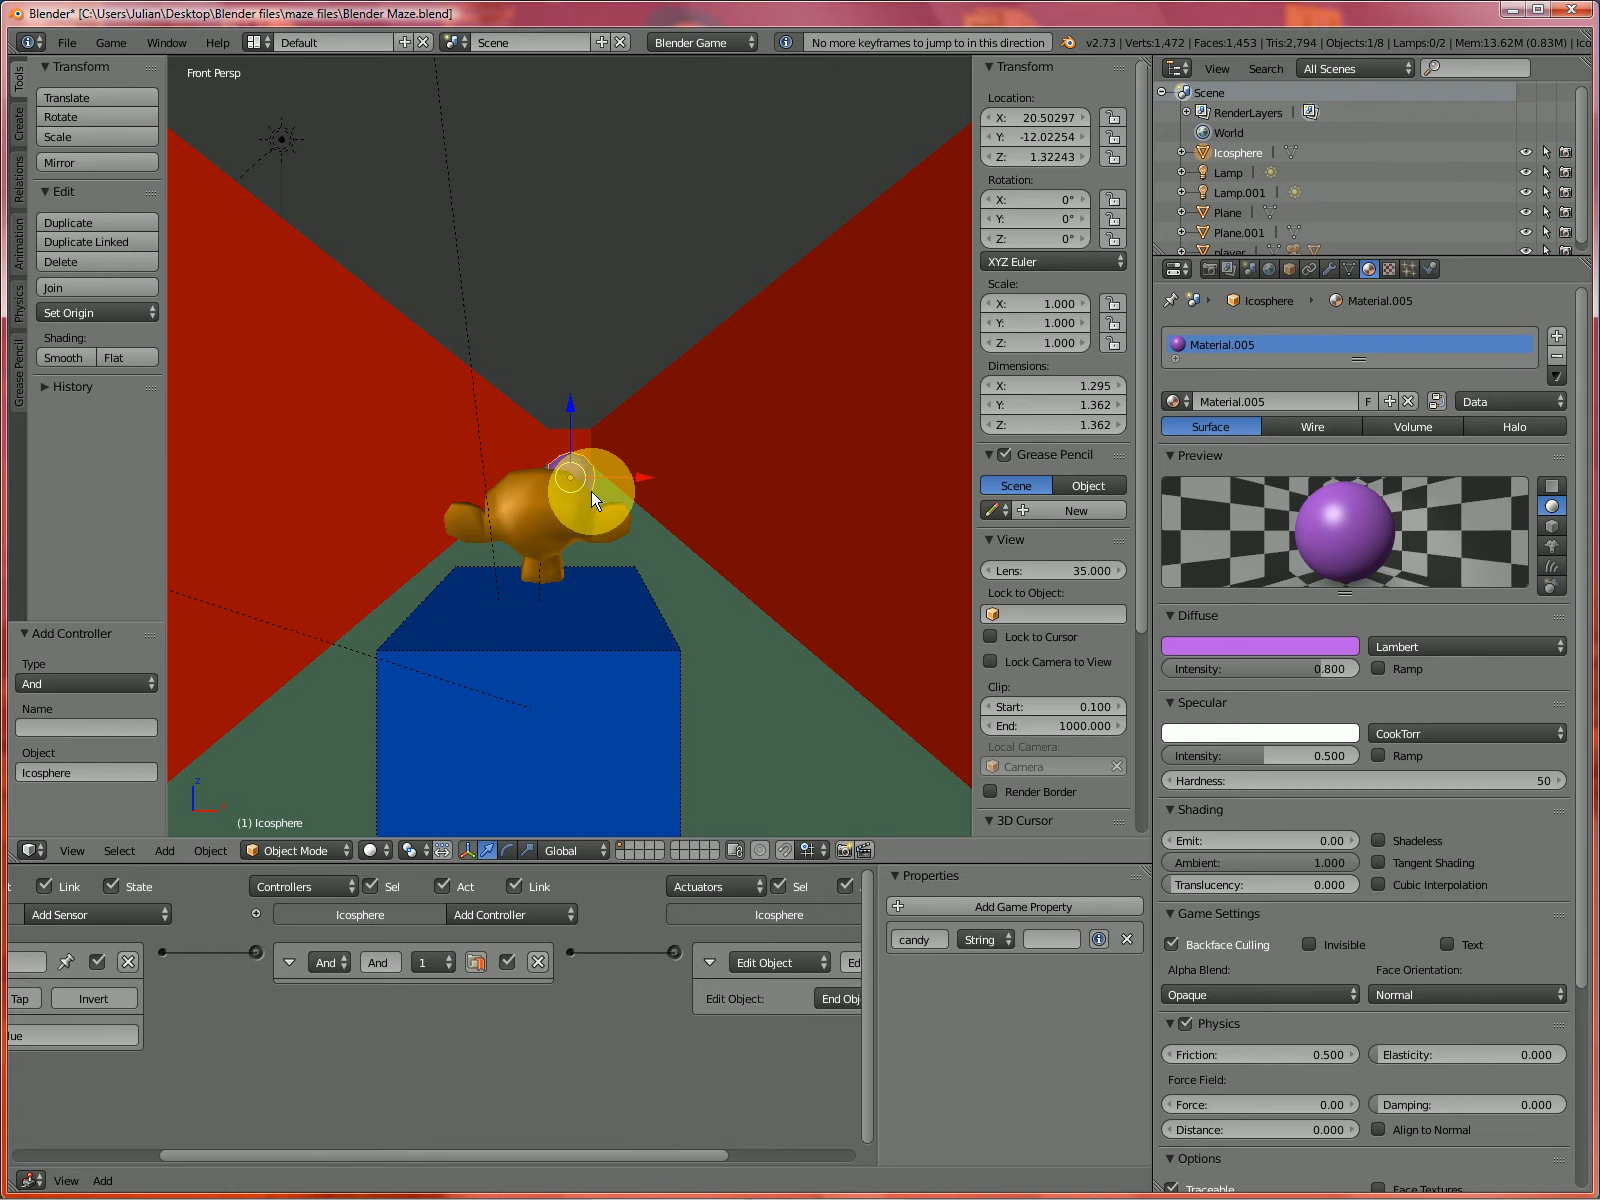 Blender* [C:\Users\Julian\Desktop\Blender files\maze files\Blender Maze.blend]
File Game Window Help Default Scene Blender Game No more keyframes to jump to in this direction v2.73 | Verts:1,472 | Faces:1,453 | Tris:2,794 | Objects:1/8 | Lamps:0/2 | Mem:13.62M (0.83M) | Ico
Tools
Create
Relations
Animation
Physics
Grease Pencil
Transform
Translate
Rotate
Scale
Mirror
Edit
Duplicate
Duplicate Linked
Delete
Join
Set Origin
Shading:
Smooth Flat
History
Add Controller
Type
And
Name
Object
Icosphere
Front Persp
z
(1) Icosphere
Transform
Location:
X: 20.50297
Y: -12.02254
Z: 1.32243
Rotation:
X: 0°
Y: 0°
Z: 0°
XYZ Euler
Scale:
X: 1.000
Y: 1.000
Z: 1.000
Dimensions:
X: 1.295
Y: 1.362
Z: 1.362
Grease Pencil
Scene Object
New
View
Lens: 35.000
Lock to Object:
Lock to Cursor
Lock Camera to View
Clip:
Start: 0.100
End: 1000.000
Local Camera:
Camera
Render Border
3D Cursor
View Select Add Object Object Mode Global
View Search All Scenes
Scene
RenderLayers
World
Icosphere
Lamp
Lamp.001
Plane
Plane.001
player
Icosphere Material.005
Material.005
Material.005 F Data
Surface Wire Volume Halo
Preview
Diffuse
Lambert
Intensity: 0.800 Ramp
Specular
CookTorr
Intensity: 0.500 Ramp
Hardness: 50
Shading
Emit: 0.00 Shadeless
Ambient: 1.000 Tangent Shading
Translucency: 0.000 Cubic Interpolation
Game Settings
Backface Culling Invisible Text
Alpha Blend: Face Orientation:
Opaque Normal
Physics
Friction: 0.500 Elasticity: 0.000
Force Field:
Force: 0.00 Damping: 0.000
Distance: 0.000 Align to Normal
Options
Traceable Face Textures
t Link State Controllers Sel Act Link Actuators Sel
Add Sensor Icosphere Add Controller Icosphere
And And 1 Edit Object Ed
Tap Invert Edit Object: End Obj
lue
Properties
Add Game Property
candy String
View Add